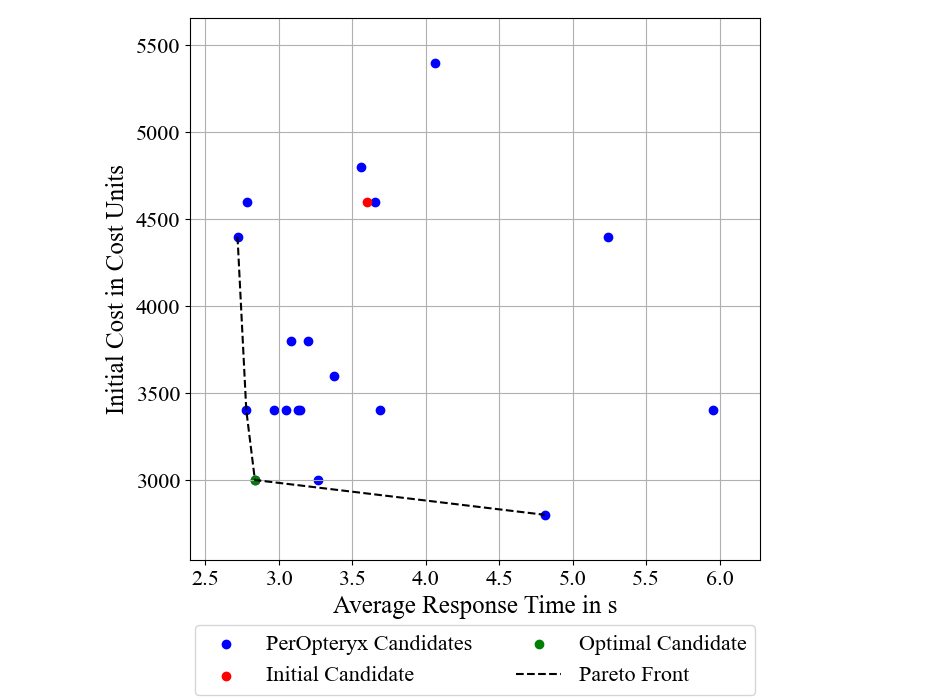 5500
5000
4500
4000
3500
3000
Initial Cost in Cost Units
2.5 3.0 3.5 4.0 4.5 5.0 5.5 6.0
Average Response Time in s
PerOpteryx Candidates Optimal Candidate
Initial Candidate Pareto Front